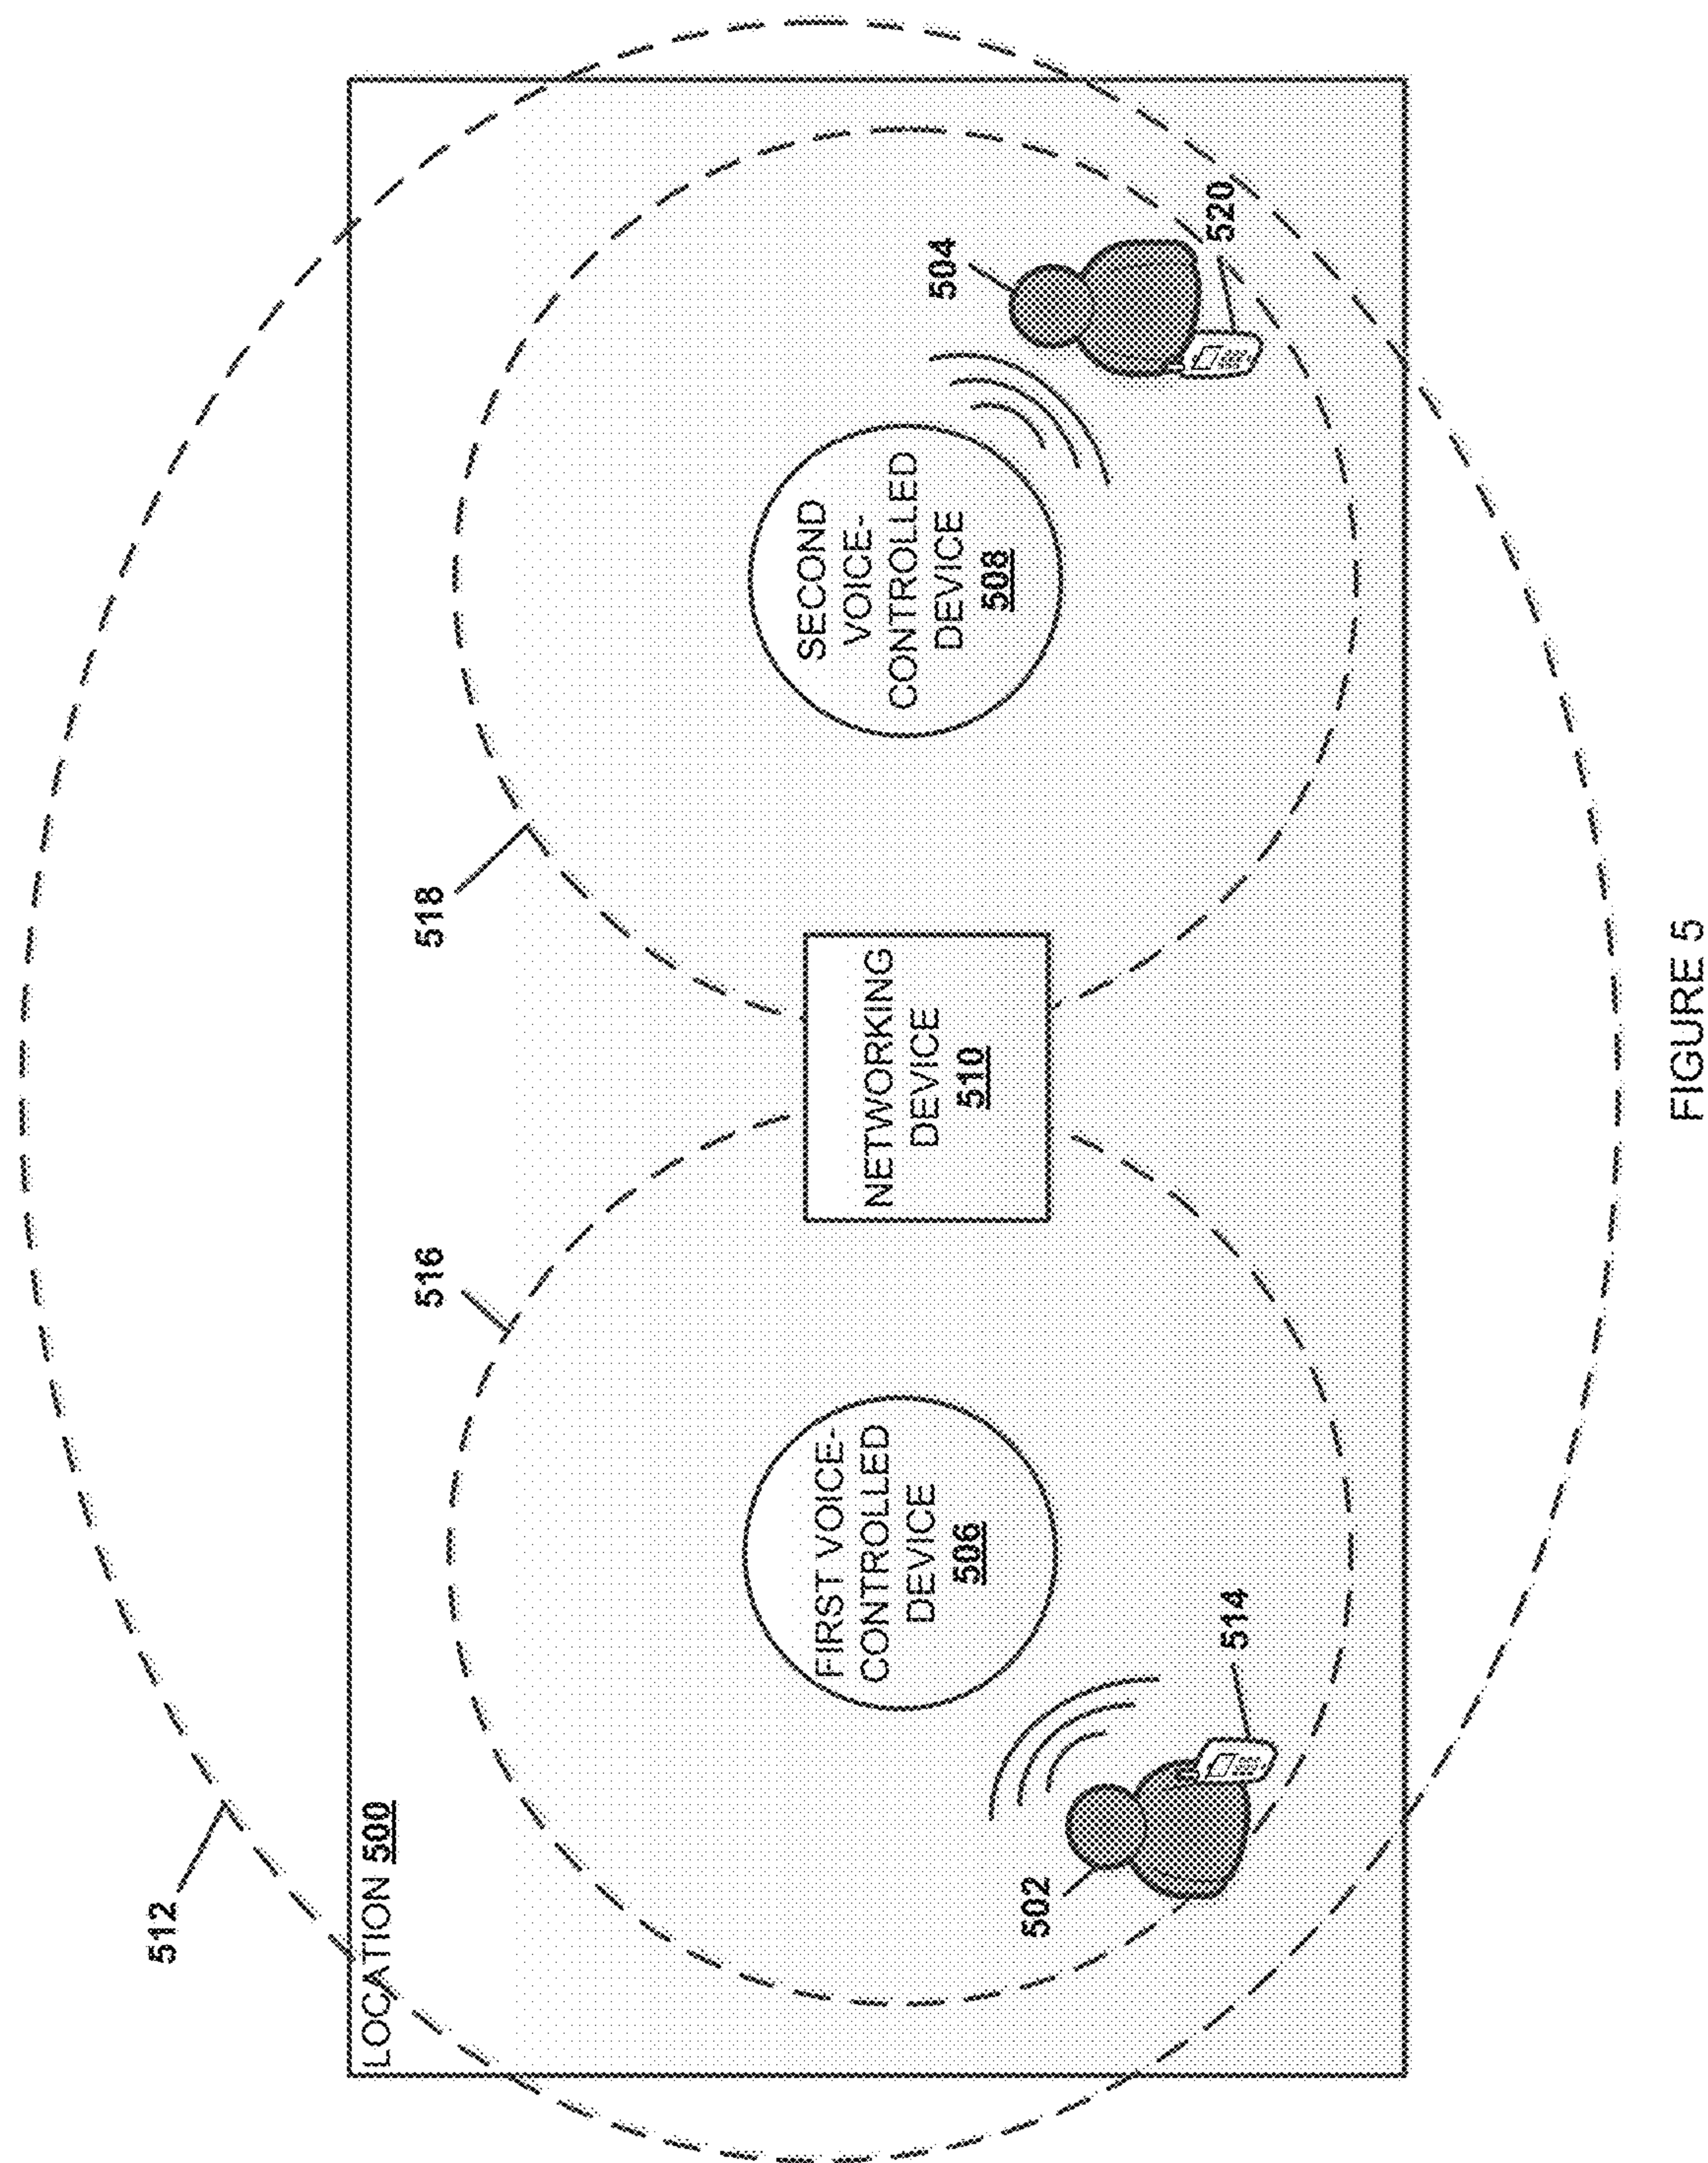 512
LOCATION 500
516
518
FIRST VOICE-
CONTROLLED
DEVICE
506
NETWORKING
DEVICE
510
SECOND
VOICE-
CONTROLLED
DEVICE
508
502
514
504
520
FIGURE 5